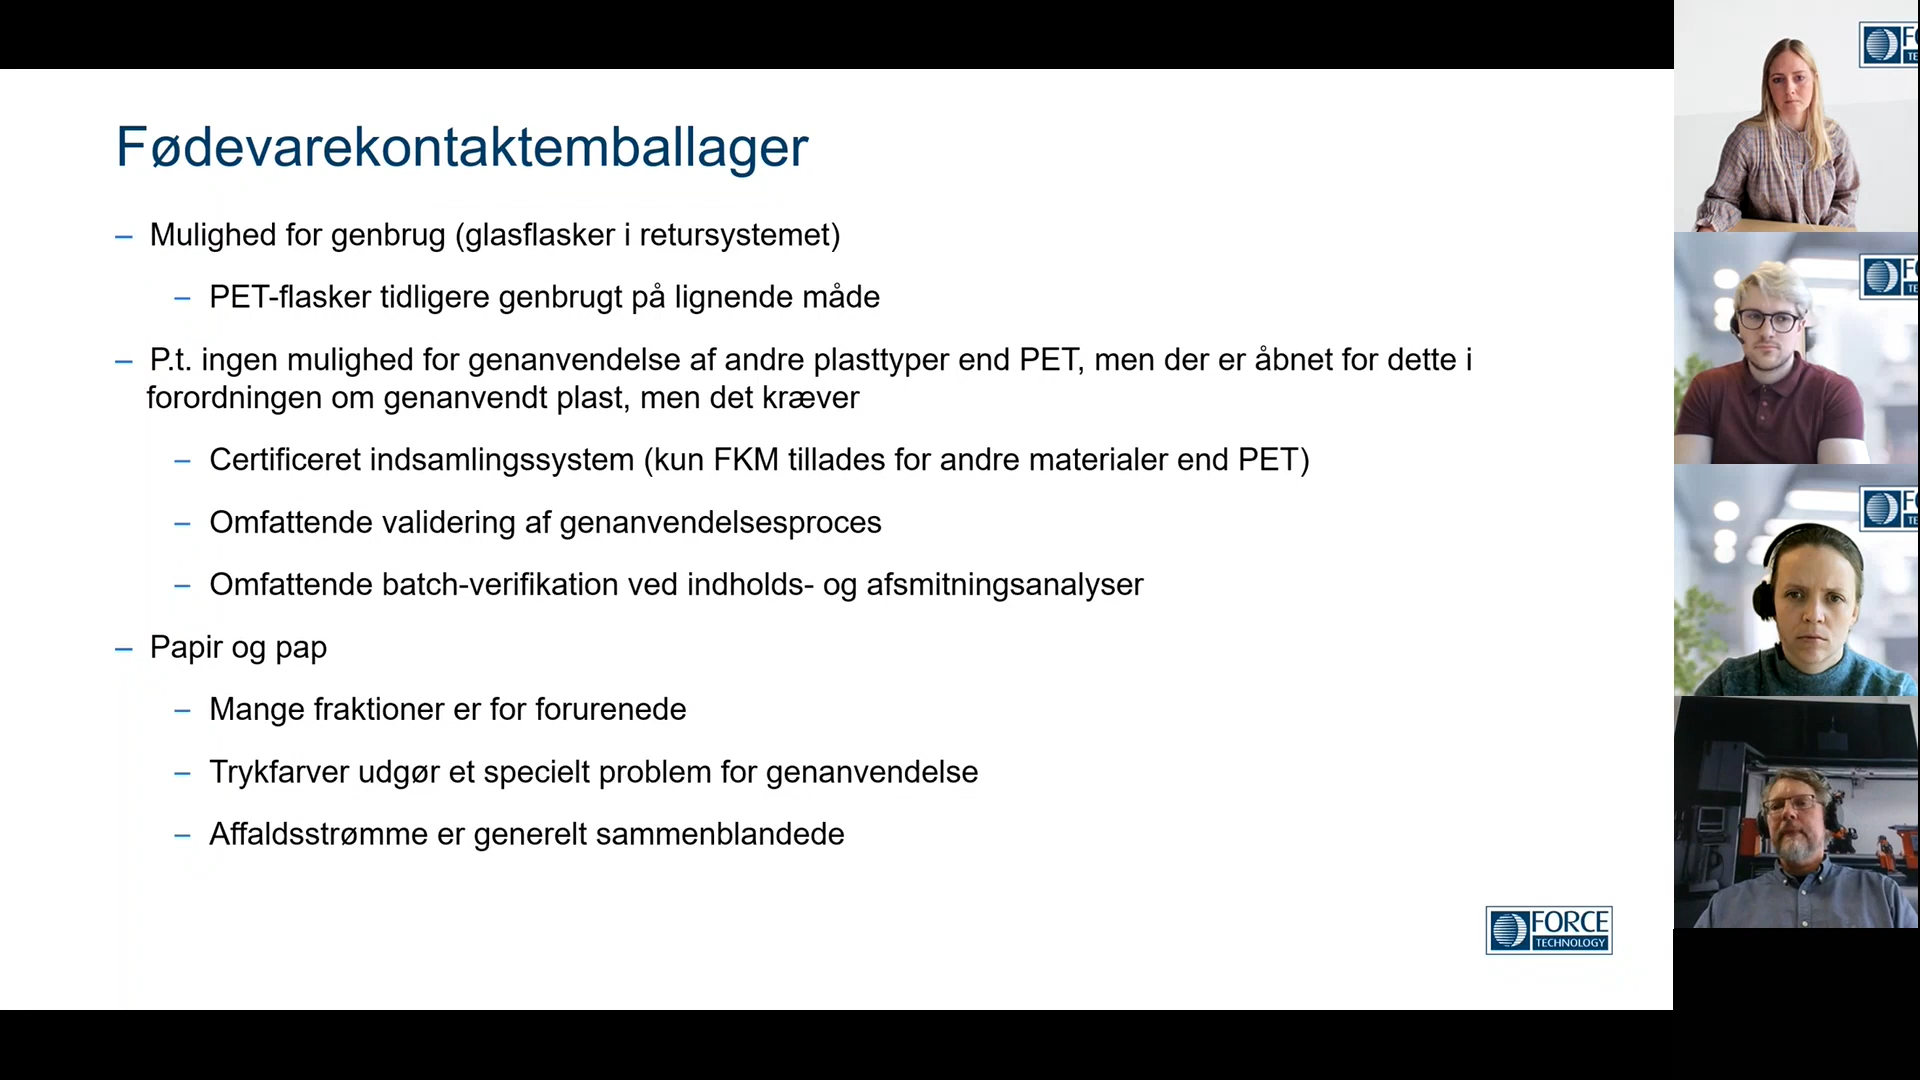 Fødevarekontaktemballager
– Mulighed for genbrug (glasflasker i retursystemet)
– PET-flasker tidligere genbrugt på lignende måde
– P.t. ingen mulighed for genanvendelse af andre plasttyper end PET, men der er åbnet for dette i
forordningen om genanvendt plast, men det kræver
– Certificeret indsamlingssystem (kun FKM tillades for andre materialer end PET)
– Omfattende validering af genanvendelsesproces
– Omfattende batch-verifikation ved indholds- og afsmitningsanalyser
– Papir og pap
– Mange fraktioner er for forurenede
– Trykfarver udgør et specielt problem for genanvendelse
– Affaldsstrømme er generelt sammenblandede
FORCE
TECHNOLOGY